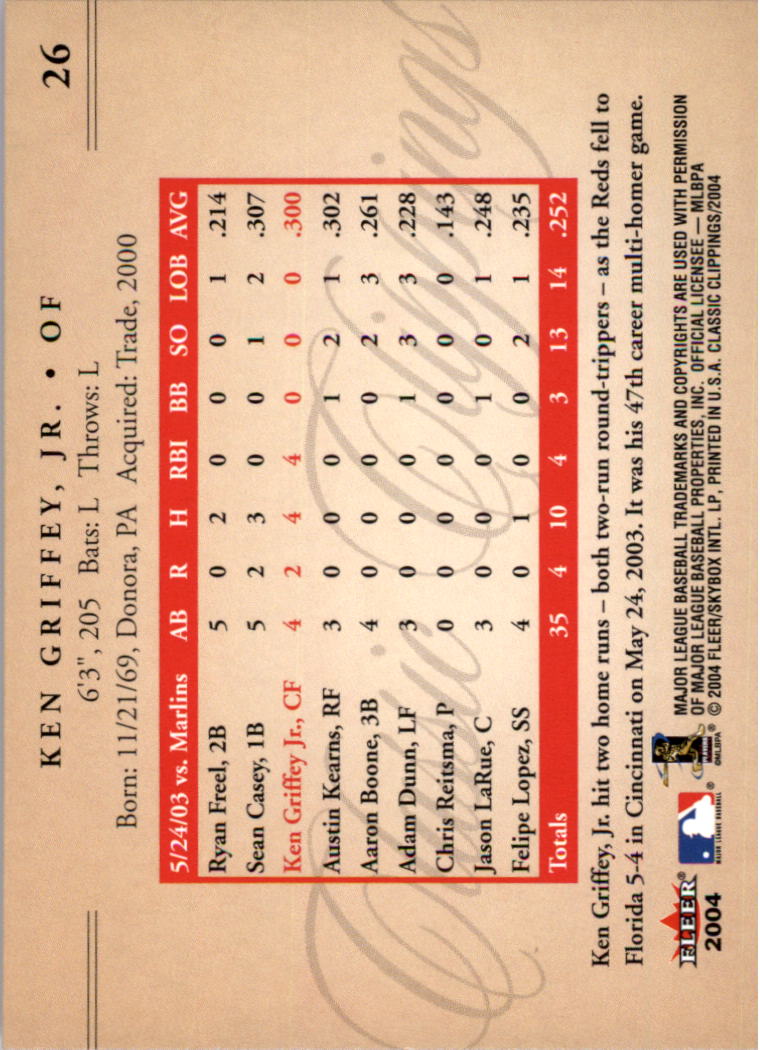 26
KEN GRIFFEY, JR. • OF
6'3", 205 Bats: L Throws: L
Born: 11/21/69, Donora, PA Acquired: Trade, 2000
5/24/03 vs. Marlins AB R H RBI BB SO LOB AVG
Ryan Freel, 2B 5 0 2 0 0 0 1 .214
Sean Casey, 1B 5 2 3 0 0 1 2 .307
Ken Griffey Jr., CF 4 2 4 4 0 0 0 .300
Austin Kearns, RF 3 0 0 0 1 2 1 .302
Aaron Boone, 3B 4 0 0 0 0 2 3 .261
Adam Dunn, LF 3 0 0 0 1 3 3 .228
Chris Reitsma, P 0 0 0 0 0 0 0 .143
Jason LaRue, C 3 0 0 0 1 0 1 .248
Felipe Lopez, SS 4 0 1 0 0 2 1 .235
Totals 35 4 10 4 3 13 14 .252
Classic Clippings
Ken Griffey, Jr. hit two home runs – both two-run round-trippers – as the Reds fell to
Florida 5-4 in Cincinnati on May 24, 2003. It was his 47th career multi-homer game.
FLEER®
2004
®
MAJOR LEAGUE BASEBALL
®
©MLBPA
MAJOR LEAGUE BASEBALL TRADEMARKS AND COPYRIGHTS ARE USED WITH PERMISSION
OF MAJOR LEAGUE BASEBALL PROPERTIES, INC. OFFICIAL LICENSEE — MLBPA
© 2004 FLEER/SKYBOX INTL. LP, PRINTED IN U.S.A. CLASSIC CLIPPINGS/2004